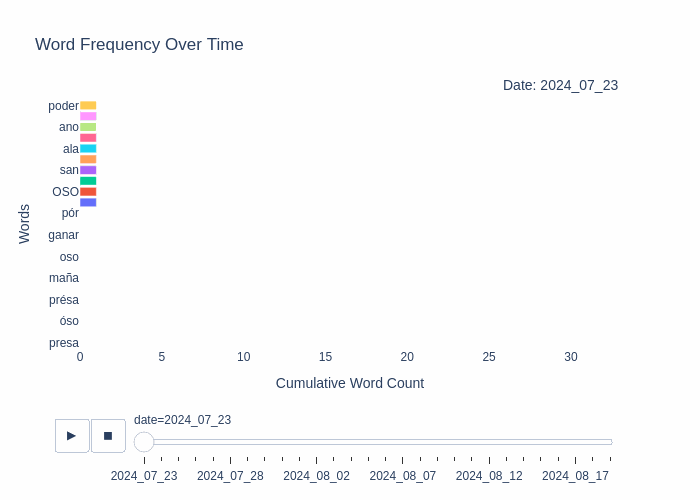 Word Frequency Over Time
Date: 2024_07_23
poder
ano
ala
san
OSO
pór
ganar
oso
maña
présa
óso
presa
Words
0 5 10 15 20 25 30
Cumulative Word Count
date=2024_07_23
2024_07_23 2024_07_28 2024_08_02 2024_08_07 2024_08_12 2024_08_17